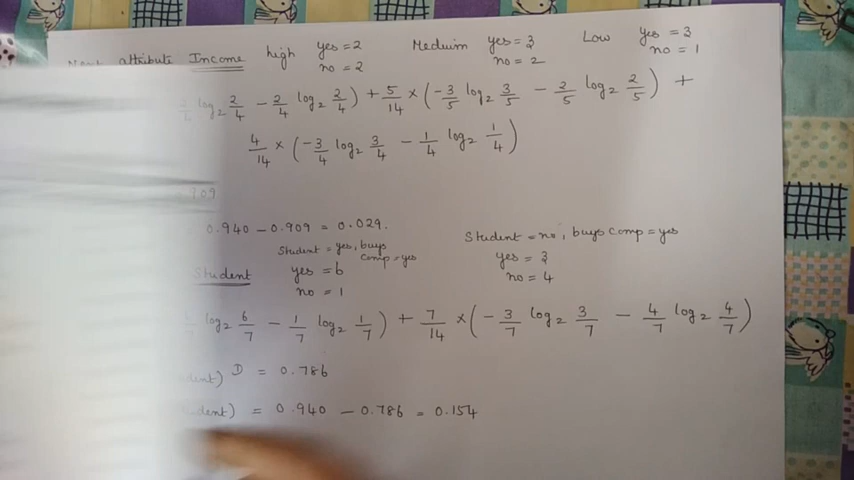 Next attribute Income high yes = 2 Meduim yes = 3 Low yes = 3
no = 2 no = 2 no = 1
log₂ 2/4 - 2/4 log₂ 2/4) + 5/14 × (-3/5 log₂ 3/5 - 2/5 log₂ 2/5) +
4/14 × (-3/4 log₂ 3/4 - 1/4 log₂ 1/4)
.909
0.940 - 0.909 = 0.029.
Student = yes, buys comp = yes Student = no, buys comp = yes
Student yes = 6 yes = 3
no = 1 no = 4
log₂ 6/7 - 1/7 log₂ 1/7) + 7/14 × (-3/7 log₂ 3/7 - 4/7 log₂ 4/7)
dent) D = 0.786
udent) = 0.940 - 0.786 = 0.154